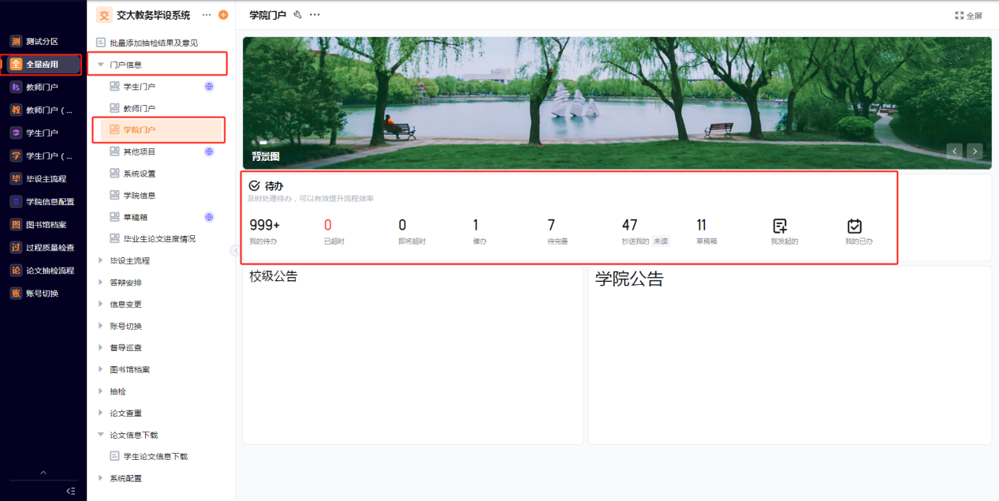 测试分区
全 全量应用
教师门户
教 教师门户 ( ...
学生门户
学 学生门户 ( ...
毕 毕设主流程
学院信息配置
图 图书馆档案
过 过程质量检查
论 论文抽检流程
账 账号切换
交 交大教务毕设系统
批量添加抽检结果及意见
门户信息
学生门户
教师门户
学院门户
其他项目
系统设置
学院信息
草稿箱
毕业生论文进度情况
毕设主流程
答辩安排
信息变更
账号切换
督导巡查
图书馆档案
抽检
论文查重
论文信息下载
学生论文信息下载
系统配置
学院门户
全屏
背景图
待办
及时处理待办，可以有效提升流程效率
999+ 0 0 1 7 47 11
我的待办 已超时 即将超时 催办 待完善 抄送我的 未读 草稿箱 我发起的 我的已办
校级公告
学院公告